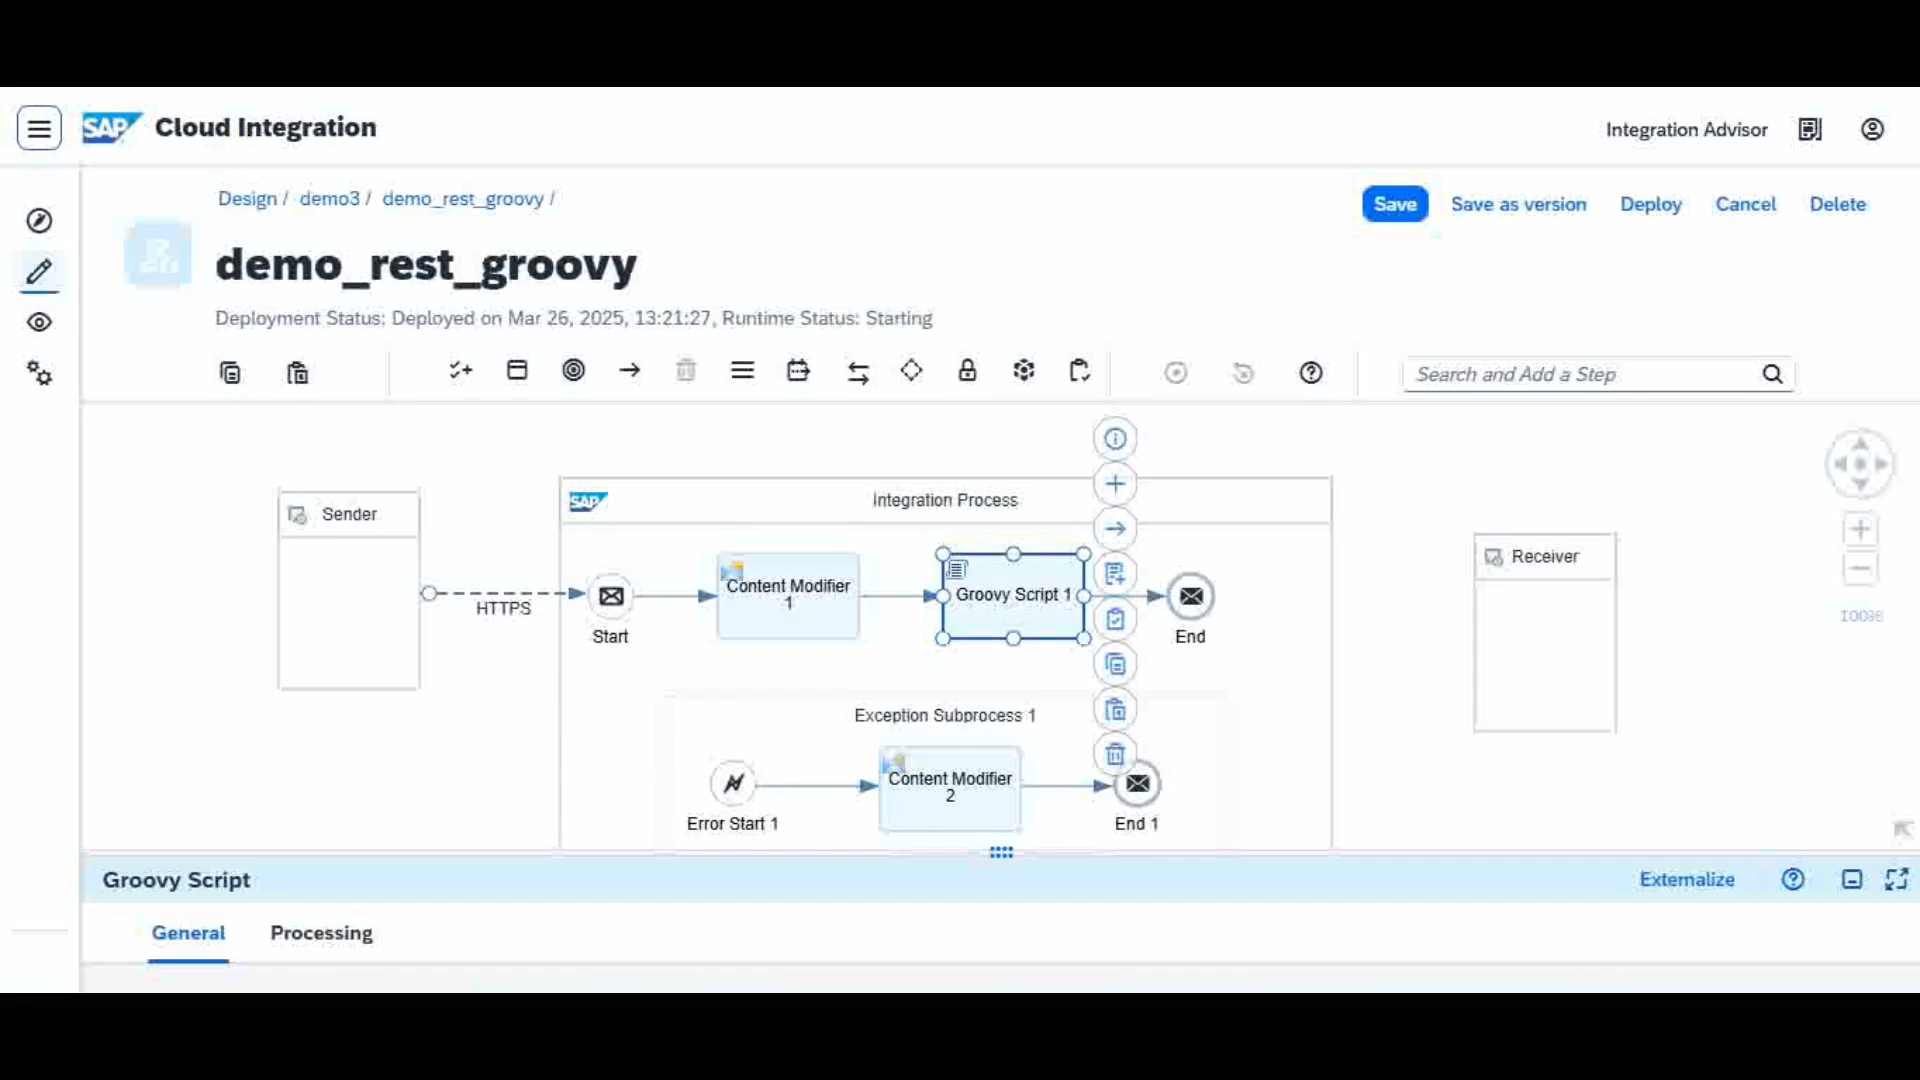 SAP Cloud Integration
Integration Advisor
Design / demo3 / demo_rest_groovy /
Save Save as version Deploy Cancel Delete
demo_rest_groovy
Deployment Status: Deployed on Mar 26, 2025, 13:21:27, Runtime Status: Starting
Search and Add a Step
SAP Integration Process
Sender
Receiver
HTTPS
Start
Content Modifier
1
Groovy Script 1
End
100%
Exception Subprocess 1
Error Start 1
Content Modifier
2
End 1
Groovy Script
Externalize
General Processing